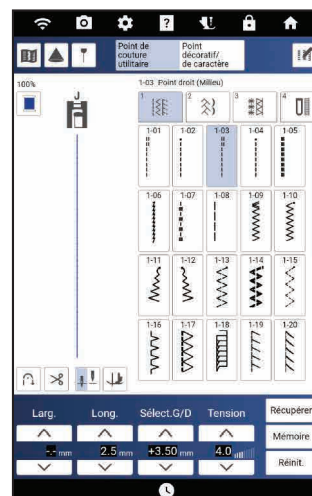 ?
Point de
couture
utilitaire
Point
décoratif/
de caractère
100%
J
1-03 Point droit (Milieu)
1
2
3
4
1-01
1-02
1-03
1-04
1-05
1-06
1-07
1-08
1-09
1-10
1-11
1-12
1-13
1-14
1-15
1-16
1-17
1-18
1-19
1-20
Larg.
Long.
Sélect.G/D
Tension
-.- mm
2.5 mm
+3.50 mm
4.0
Récupérer
Mémoire
Réinit.